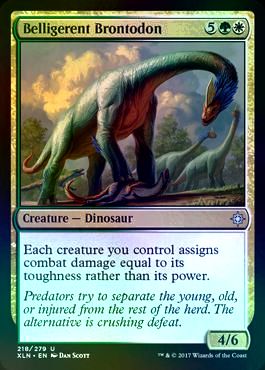 Belligerent Brontodon 5
Creature — Dinosaur
Each creature you control assigns
combat damage equal to its
toughness rather than its power.
Predators try to separate the young, old,
or injured from the rest of the herd. The
alternative is crushing defeat.
4/6
218/279 U
XLN • EN DAN SCOTT
™ & © 2017 Wizards of the Coast